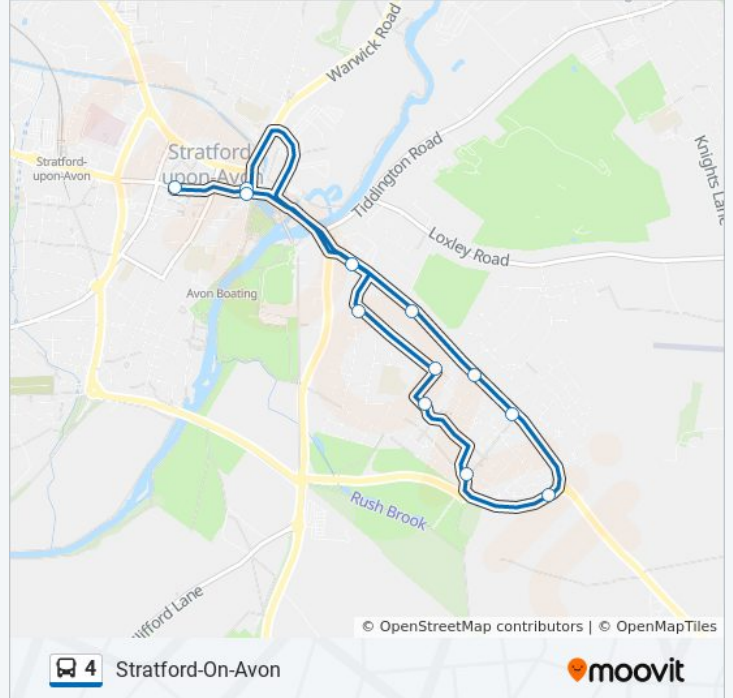 Warwick Road
Stratford-
upon-Avon
Stratford-
upon-Avon
Tiddington Road
Knights Lane
Loxley Road
Avon Boating
Rush Brook
lifford Lane
© OpenStreetMap contributors | © OpenMapTiles
4 Stratford-On-Avon
moovit